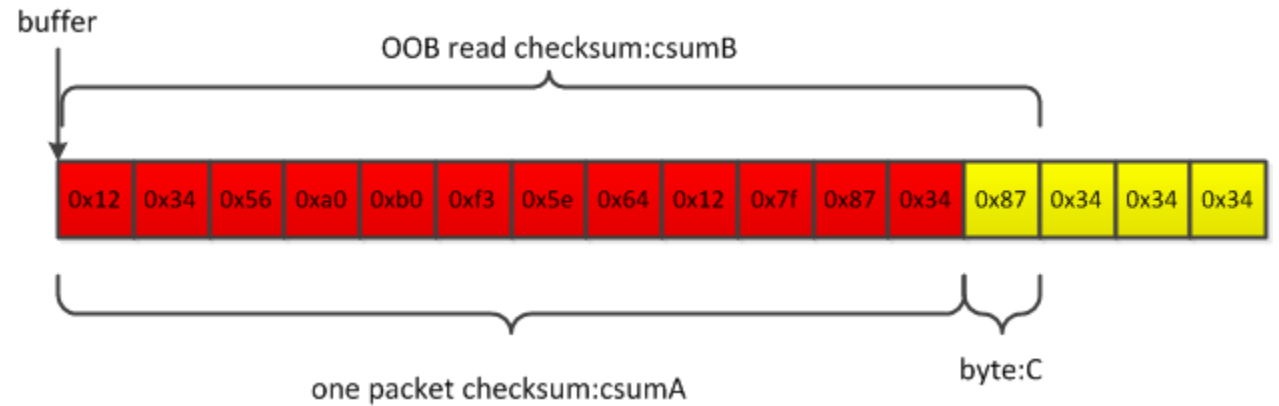 buffer
OOB read checksum:csumB
0x12 0x34 0x56 0xa0 0xb0 0xf3 0x5e 0x64 0x12 0x7f 0x87 0x34 0x87 0x34 0x34 0x34
byte:C
one packet checksum:csumA